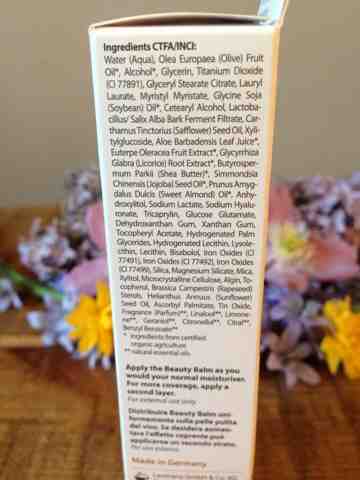 Ingredients CTFA/INCI:
Water (Aqua), Olea Europaea (Olive) Fruit
Oil*, Alcohol*, Glycerin, Titanium Dioxide
(CI 77891), Glyceryl Stearate Citrate, Lauryl
Laurate, Myristyl Myristate, Glycine Soja
(Soybean) Oil*, Cetearyl Alcohol, Lactoba-
cillus/ Salix Alba Bark Ferment Filtrate, Car-
thamus Tinctorius (Safflower) Seed Oil, Xyli-
tylglucoside, Aloe Barbadensis Leaf Juice*,
Euterpe Oleracea Fruit Extract*, Glycyrrhiza
Glabra (Licorice) Root Extract*, Butyrosper-
mum Parkii (Shea Butter)*, Simmondsia
Chinensis (Jojoba) Seed Oil*, Prunus Amyg-
dalus Dulcis (Sweet Almond) Oil*, Anhy-
droxylitol, Sodium Lactate, Sodium Hyalu-
ronate, Tricaprylin, Glucose Glutamate,
Dehydroxanthan Gum, Xanthan Gum,
Tocopheryl Acetate, Hydrogenated Palm
Glycerides, Hydrogenated Lecithin, Lysole-
cithin, Lecithin, Bisabolol, Iron Oxides (CI
77491), Iron Oxides (CI 77492), Iron Oxides
(CI 77499), Silica, Magnesium Silicate, Mica,
Xylitol, Microcrystalline Cellulose, Algin, To-
copherol, Brassica Campestris (Rapeseed)
Sterols, Helianthus Annuus (Sunflower)
Seed Oil, Ascorbyl Palmitate, Tin Oxide,
Fragrance (Parfum)**, Linalool**, Limone-
ne**, Geraniol**, Citronellol**, Citral**,
Benzyl Benzoate**
* ingredients from certified
organic agriculture
** natural essential oils
Apply the Beauty Balm as you
would your normal moisturiser.
For more coverage, apply a
second layer.
For external use only.
Distribuire Beauty Balm uni-
formemente sulla pelle pulita
del viso. Se desidera aumen-
tare l'effetto coprente può
applicarne un secondo strato.
Per uso esterno.
Made in Germany
Laverana GmbH & Co. KG